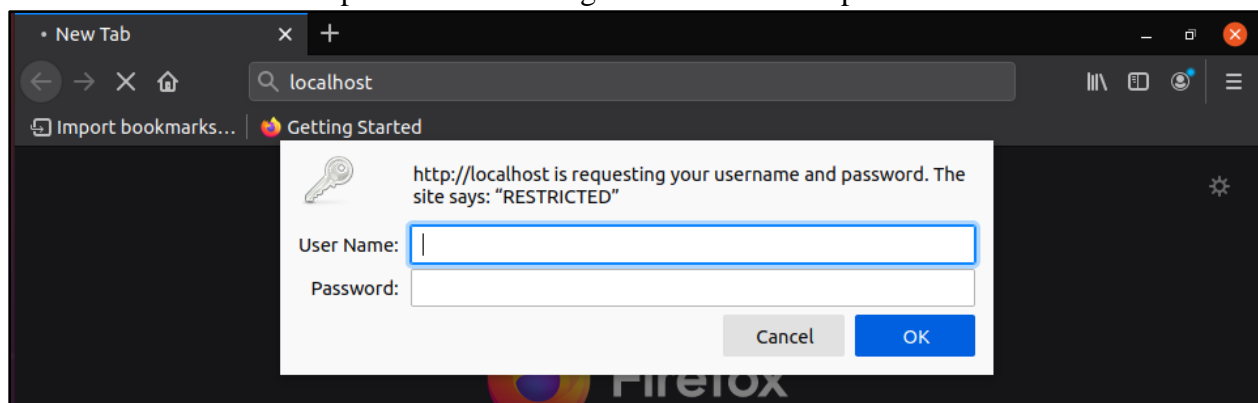 New Tab
localhost
Import bookmarks... Getting Started
http://localhost is requesting your username and password. The
site says: “RESTRICTED”
User Name:
Password:
Cancel OK
Firefox